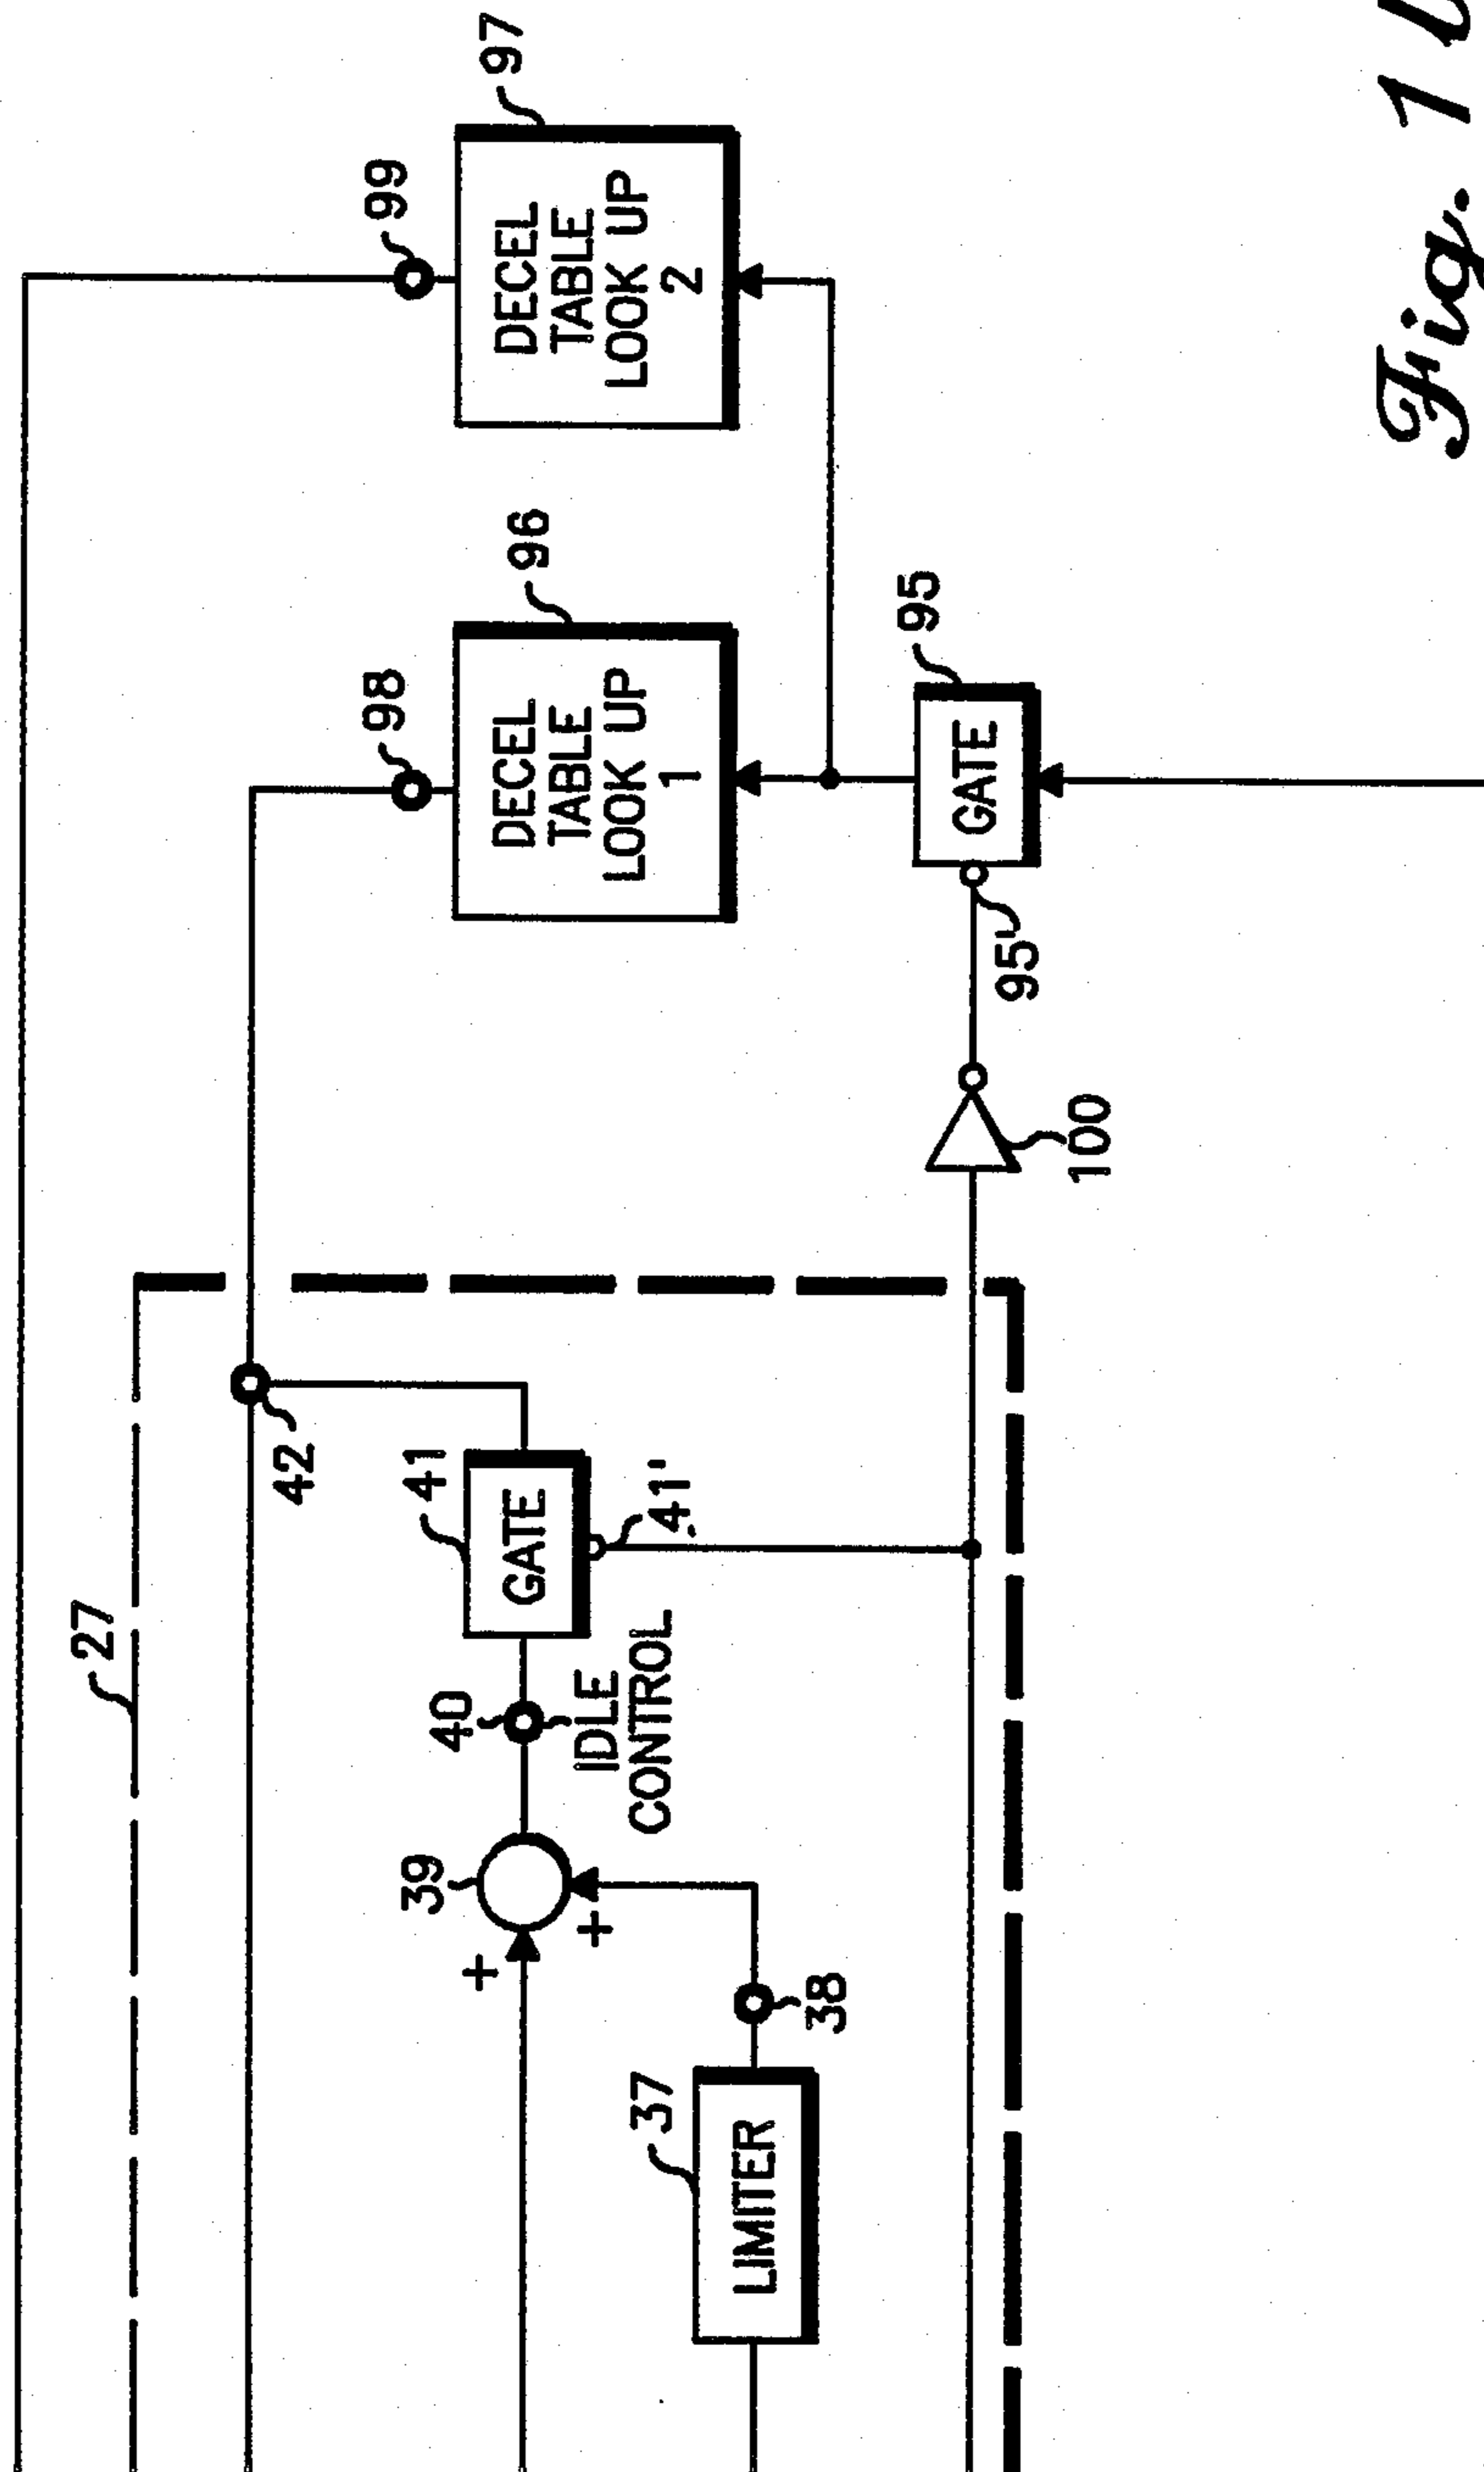 97
99
DECEL
TABLE
LOOK UP
2
96
98
DECEL
TABLE
LOOK UP
1
95
GATE
95'
100
27
42
41
GATE
41'
40
IDLE
CONTROL
39
+
+
38
37
LIMITER
Fig. 1